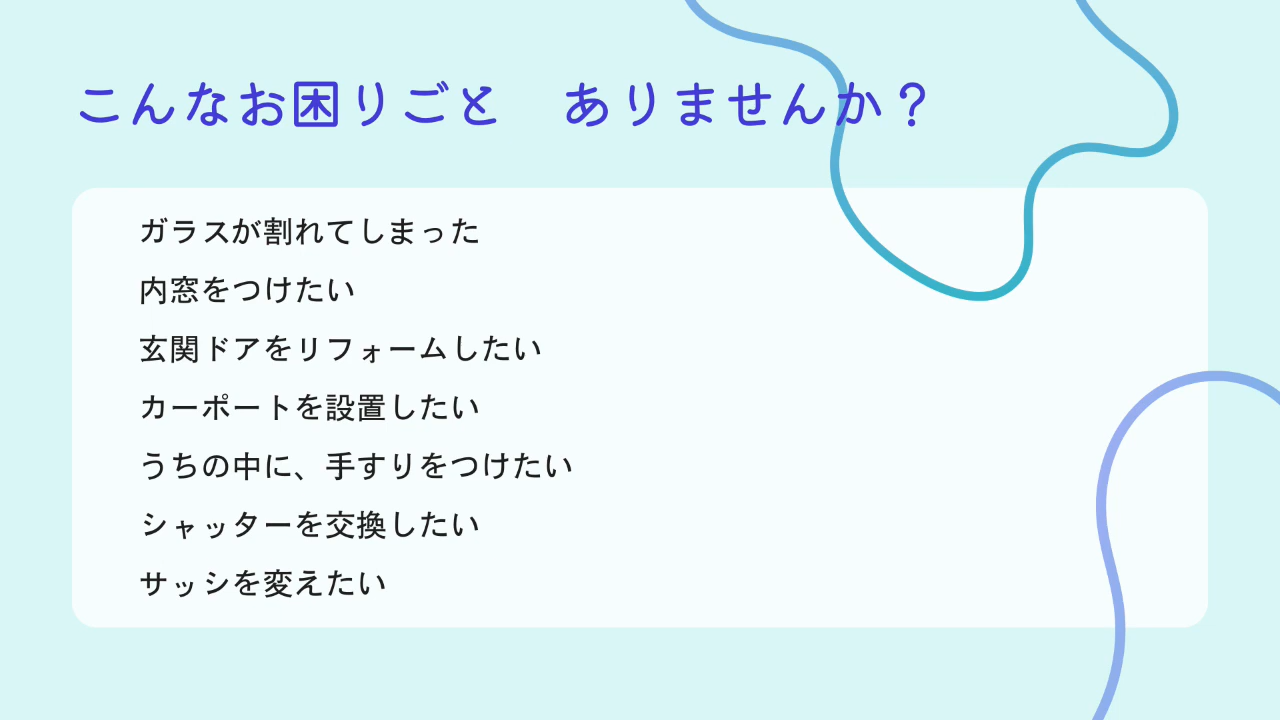 こんなお困りごと　ありませんか？
ガラスが割れてしまった
内窓をつけたい
玄関ドアをリフォームしたい
カーポートを設置したい
うちの中に、手すりをつけたい
シャッターを交換したい
サッシを変えたい